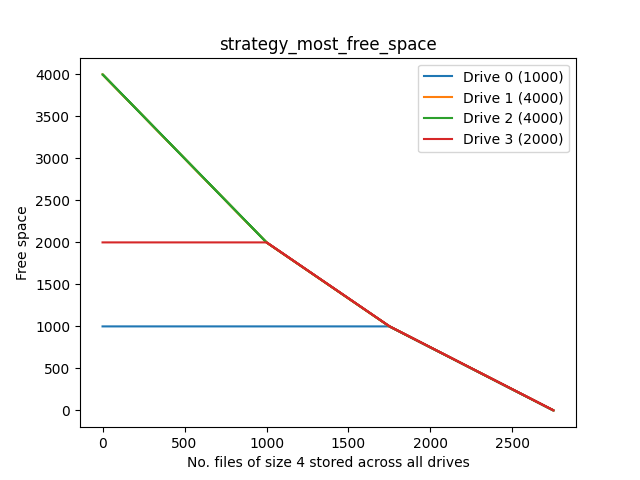 strategy_most_free_space
Drive 0 (1000)
Drive 1 (4000)
Drive 2 (4000)
Drive 3 (2000)
Free space
4000
3500
3000
2500
2000
1500
1000
500
0
0 500 1000 1500 2000 2500
No. files of size 4 stored across all drives